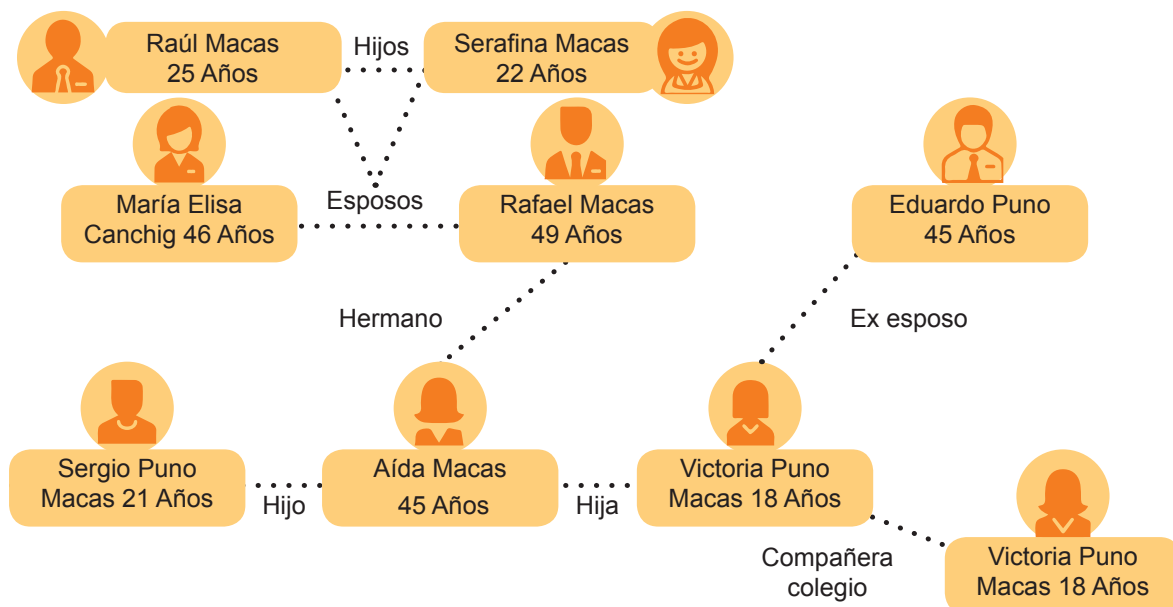 Raúl Macas
25 Años
Hijos
Serafina Macas
22 Años
María Elisa
Canchig 46 Años
Esposos
Rafael Macas
49 Años
Eduardo Puno
45 Años
Hermano
Ex esposo
Sergio Puno
Macas 21 Años
Hijo
Aída Macas
45 Años
Hija
Victoria Puno
Macas 18 Años
Compañera
colegio
Victoria Puno
Macas 18 Años